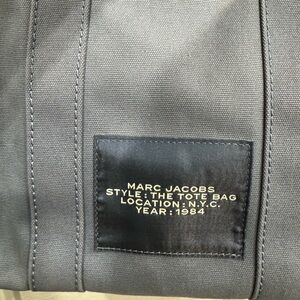 MARC JACOBS
STYLE : THE TOTE BAG
LOCATION : N.Y.C.
YEAR : 1984